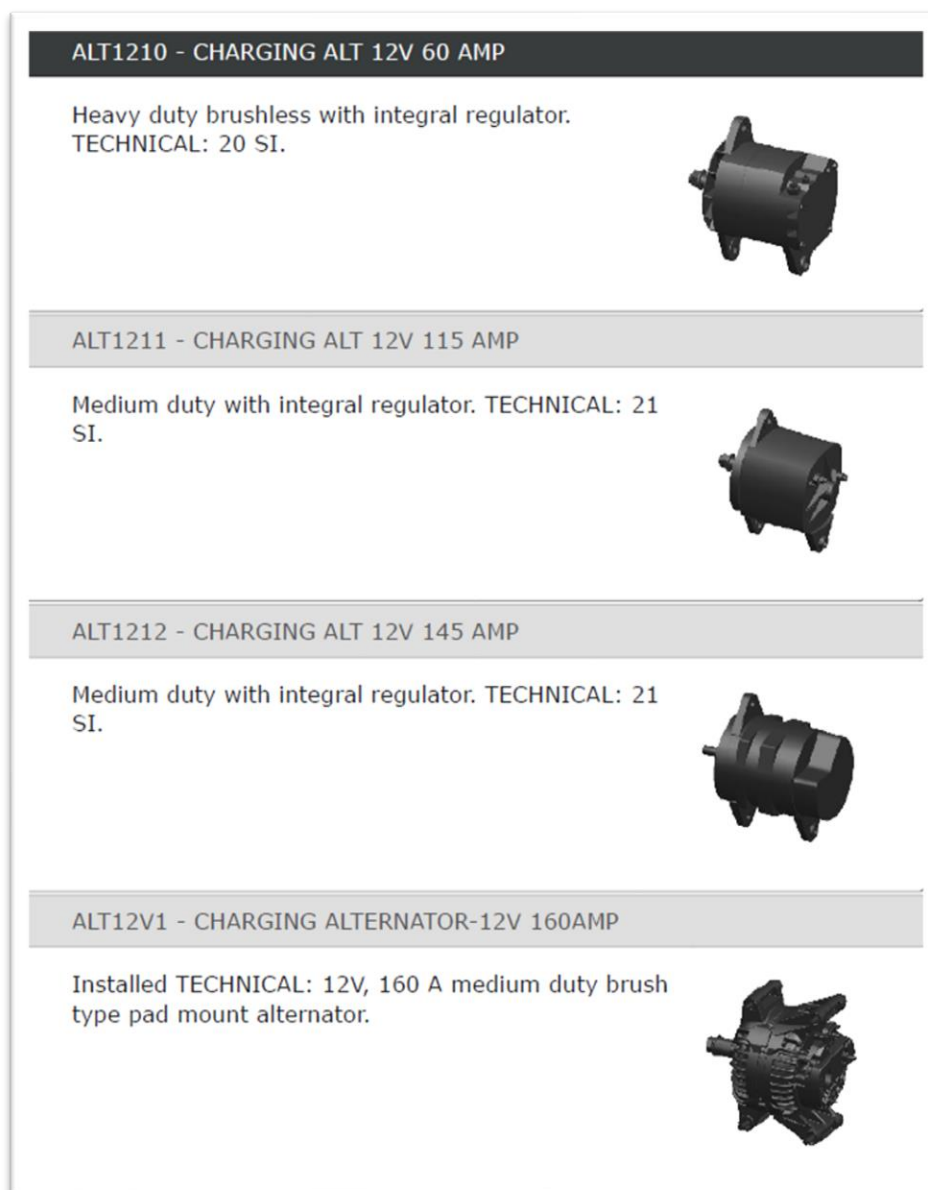 ALT1210 - CHARGING ALT 12V 60 AMP
Heavy duty brushless with integral regulator.
TECHNICAL: 20 SI.
ALT1211 - CHARGING ALT 12V 115 AMP
Medium duty with integral regulator. TECHNICAL: 21
SI.
ALT1212 - CHARGING ALT 12V 145 AMP
Medium duty with integral regulator. TECHNICAL: 21
SI.
ALT12V1 - CHARGING ALTERNATOR-12V 160AMP
Installed TECHNICAL: 12V, 160 A medium duty brush
type pad mount alternator.